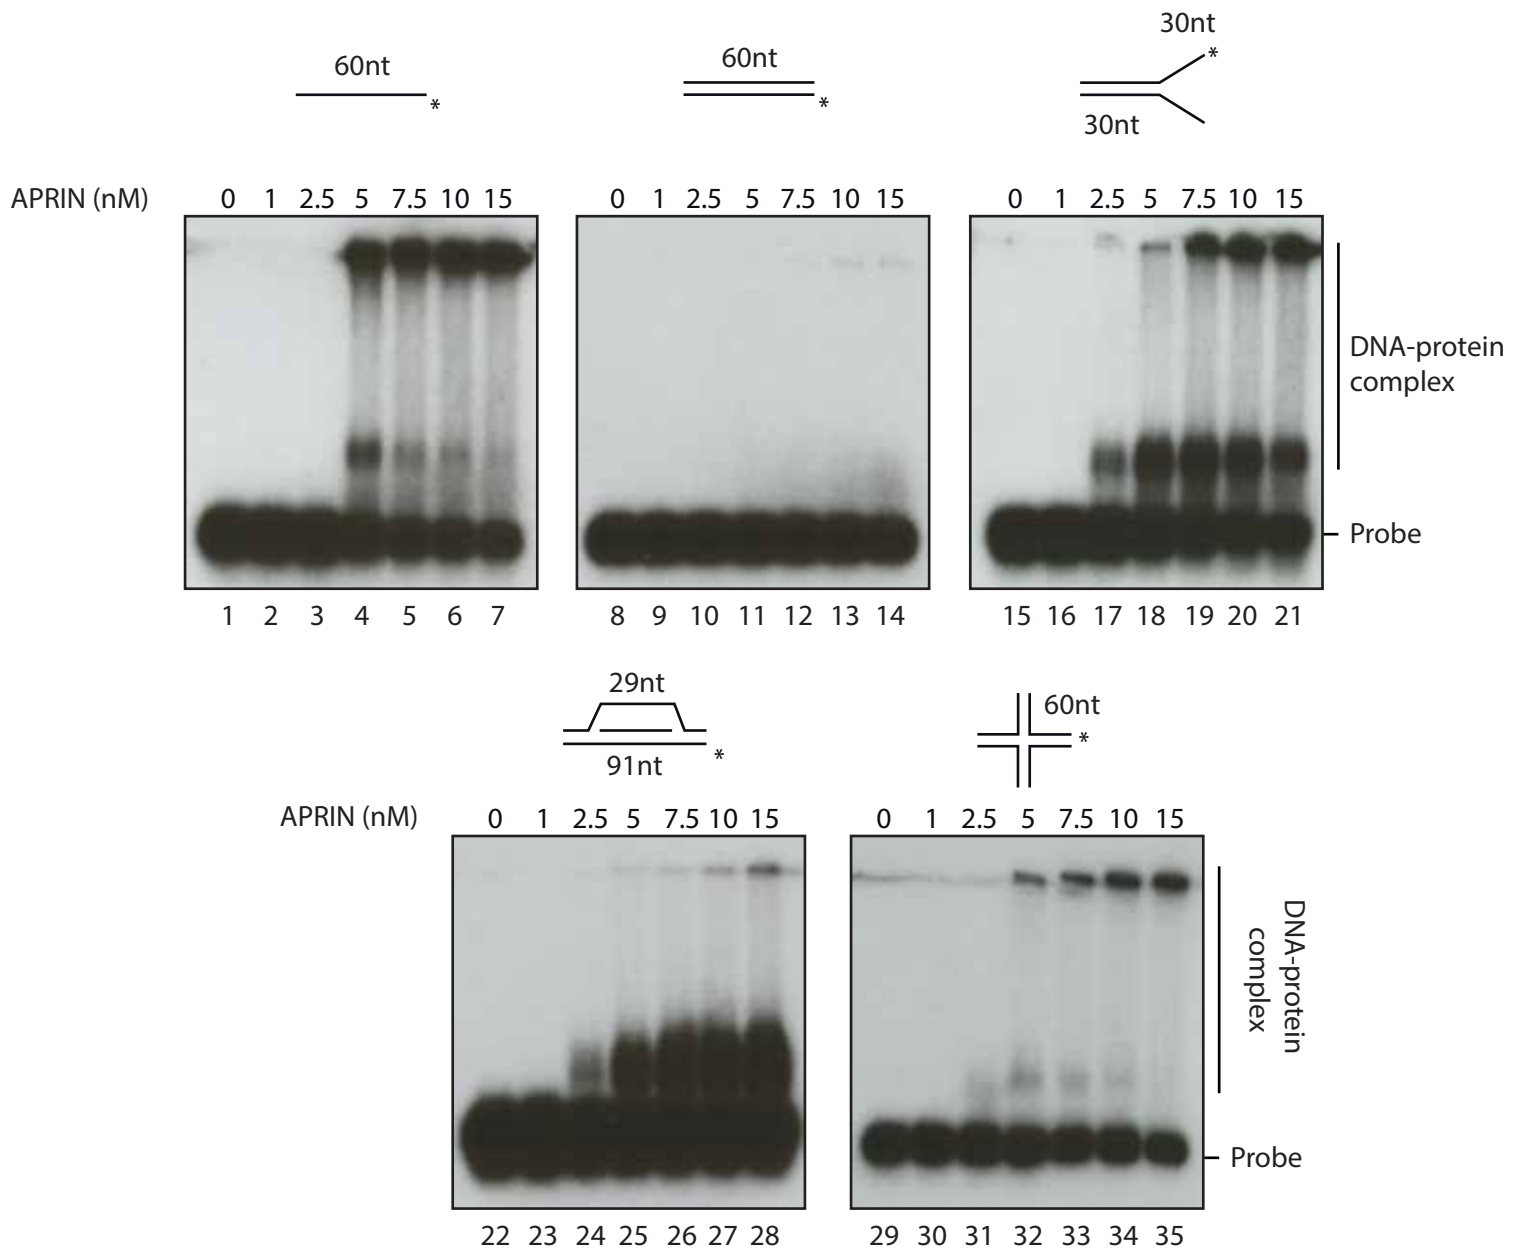 60nt
*
60nt
*
30nt
*
30nt
APRIN (nM)
0 1 2.5 5 7.5 10 15
0 1 2.5 5 7.5 10 15
0 1 2.5 5 7.5 10 15
DNA-protein
complex
Probe
1 2 3 4 5 6 7
8 9 10 11 12 13 14
15 16 17 18 19 20 21
29nt
*
91nt
60nt
*
APRIN (nM)
0 1 2.5 5 7.5 10 15
0 1 2.5 5 7.5 10 15
DNA-protein
complex
Probe
22 23 24 25 26 27 28
29 30 31 32 33 34 35